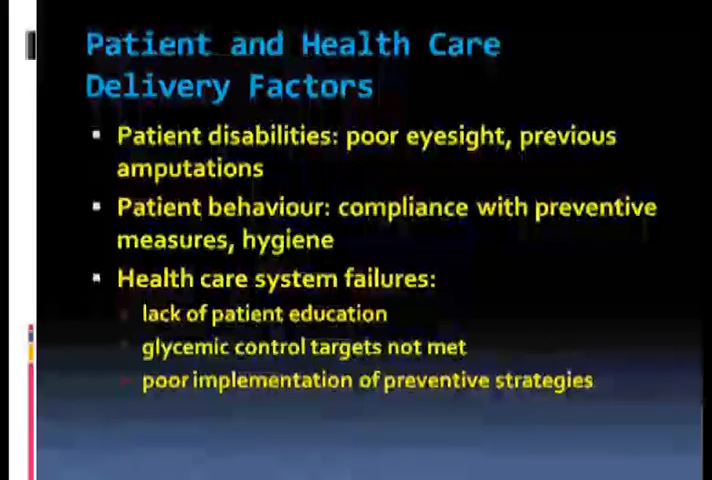 Patient and Health Care
Delivery Factors
▪ Patient disabilities: poor eyesight, previous
amputations
▪ Patient behaviour: compliance with preventive
measures, hygiene
▪ Health care system failures:
lack of patient education
glycemic control targets not met
poor implementation of preventive strategies